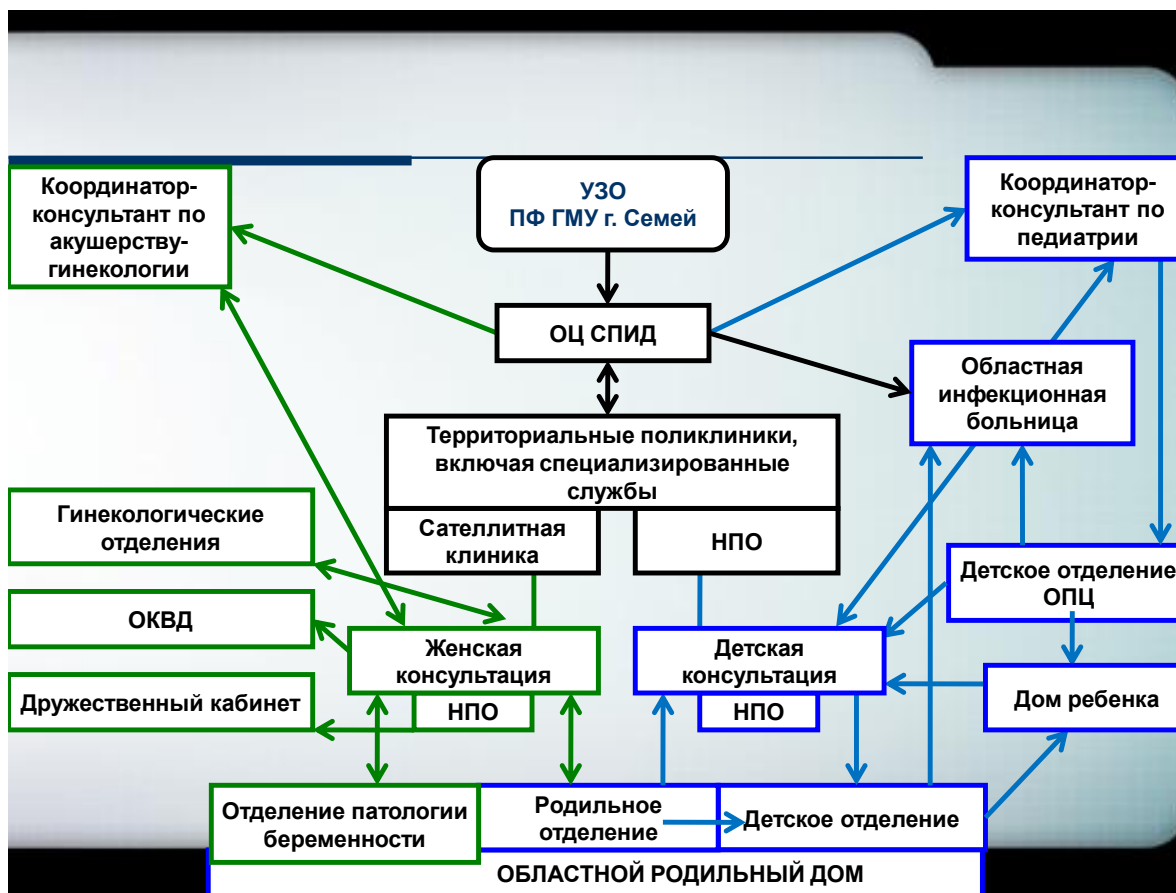 УЗО
ПФ ГМУ г. Семей
Координатор-
консультант по
акушерству-
гинекологии
Координатор-
консультант по
педиатрии
ОЦ СПИД
Областная
инфекционная
больница
Территориальные поликлиники,
включая специализированные
службы
Сателлитная
клиника
НПО
Гинекологические
отделения
Детское отделение
ОПЦ
ОКВД
Женская
консультация
Детская
консультация
Дружественный кабинет
НПО
НПО
Дом ребенка
Отделение патологии
беременности
Родильное
отделение
Детское отделение
ОБЛАСТНОЙ РОДИЛЬНЫЙ ДОМ